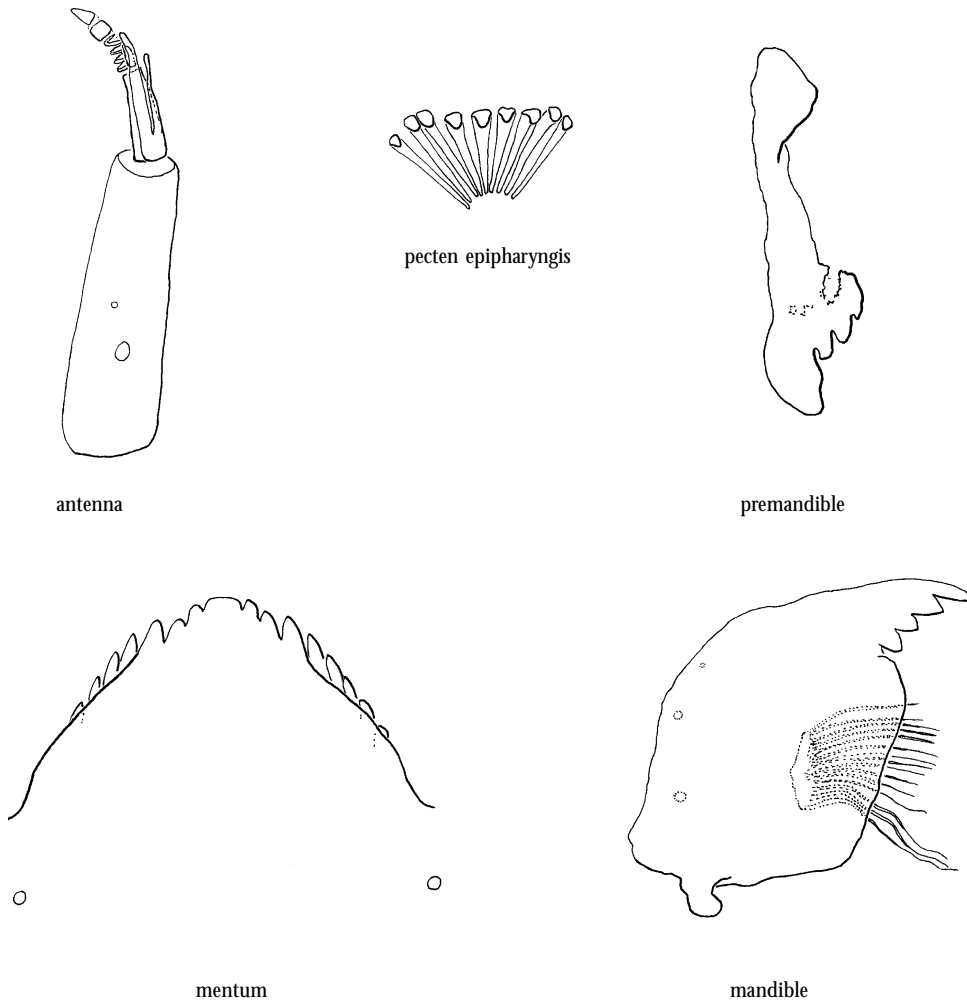 pecten epipharyngis
antenna
premandible
mentum
mandible